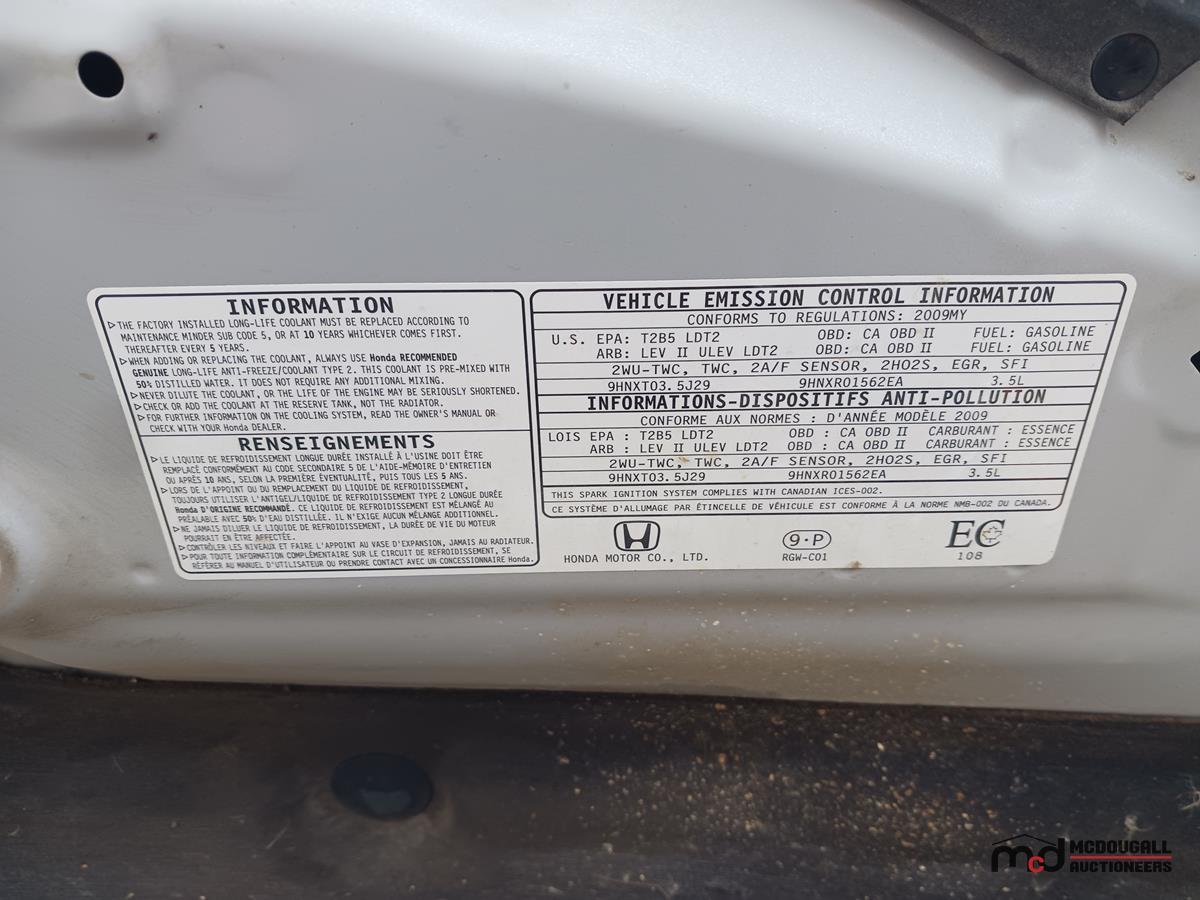 INFORMATION
▷THE FACTORY INSTALLED LONG-LIFE COOLANT MUST BE REPLACED ACCORDING TO
MAINTENANCE MINDER SUB CODE 5, OR AT 10 YEARS WHICHEVER COMES FIRST.
THEREAFTER EVERY 5 YEARS.
▷WHEN ADDING OR REPLACING THE COOLANT, ALWAYS USE Honda RECOMMENDED
GENUINE LONG-LIFE ANTI-FREEZE/COOLANT TYPE 2. THIS COOLANT IS PRE-MIXED WITH
50% DISTILLED WATER. IT DOES NOT REQUIRE ANY ADDITIONAL MIXING.
▷NEVER DILUTE THE COOLANT, OR THE LIFE OF THE ENGINE MAY BE SERIOUSLY SHORTENED.
▷CHECK OR ADD THE COOLANT AT THE RESERVE TANK, NOT THE RADIATOR.
▷FOR FURTHER INFORMATION ON THE COOLING SYSTEM, READ THE OWNER'S MANUAL OR
CHECK WITH YOUR Honda DEALER.
RENSEIGNEMENTS
▷LE LIQUIDE DE REFROIDISSEMENT LONGUE DURÉE INSTALLÉ À L'USINE DOIT ÊTRE
REMPLACÉ CONFORMÉMENT AU CODE SECONDAIRE 5 DE L'AIDE-MÉMOIRE D'ENTRETIEN
OU APRÈS 10 ANS, SELON LA PREMIÈRE ÉVENTUALITÉ, PUIS TOUS LES 5 ANS.
▷LORS DE L'APPOINT OU DU REMPLACEMENT DU LIQUIDE DE REFROIDISSEMENT,
TOUJOURS UTILISER L'ANTIGEL/LIQUIDE DE REFROIDISSEMENT TYPE 2 LONGUE DURÉE
Honda D'ORIGINE RECOMMANDÉ. CE LIQUIDE DE REFROIDISSEMENT EST MÉLANGÉ AU
PRÉALABLE AVEC 50% D'EAU DISTILLÉE. IL N'EXIGE AUCUN MÉLANGE ADDITIONNEL.
▷NE JAMAIS DILUER LE LIQUIDE DE REFROIDISSEMENT, LA DURÉE DE VIE DU MOTEUR
POURRAIT EN ÊTRE AFFECTÉE.
▷CONTRÔLER LES NIVEAUX ET FAIRE L'APPOINT AU VASE D'EXPANSION, JAMAIS AU RADIATEUR.
▷POUR TOUTE INFORMATION COMPLÉMENTAIRE SUR LE CIRCUIT DE REFROIDISSEMENT, SE
RÉFÉRER AU MANUEL D'UTILISATEUR OU PRENDRE CONTACT AVEC UN CONCESSIONNAIRE Honda.
VEHICLE EMISSION CONTROL INFORMATION
CONFORMS TO REGULATIONS: 2009MY
U.S. EPA: T2B5 LDT2 OBD: CA OBD II FUEL: GASOLINE
ARB: LEV II ULEV LDT2 OBD: CA OBD II FUEL: GASOLINE
2WU-TWC, TWC, 2A/F SENSOR, 2HO2S, EGR, SFI
9HNXT03.5J29 9HNXR01562EA 3.5L
INFORMATIONS-DISPOSITIFS ANTI-POLLUTION
CONFORME AUX NORMES : D'ANNÉE MODÈLE 2009
LOIS EPA : T2B5 LDT2 OBD : CA OBD II CARBURANT : ESSENCE
ARB : LEV II ULEV LDT2 OBD : CA OBD II CARBURANT : ESSENCE
2WU-TWC, TWC, 2A/F SENSOR, 2HO2S, EGR, SFI
9HNXT03.5J29 9HNXR01562EA 3.5L
THIS SPARK IGNITION SYSTEM COMPLIES WITH CANADIAN ICES-002.
CE SYSTÈME D'ALLUMAGE PAR ÉTINCELLE DE VÉHICULE EST CONFORME À LA NORME NMB-002 DU CANADA.
HONDA MOTOR CO., LTD.
9·P
RGW-C01
EC
108
mcd MCDOUGALL
AUCTIONEERS